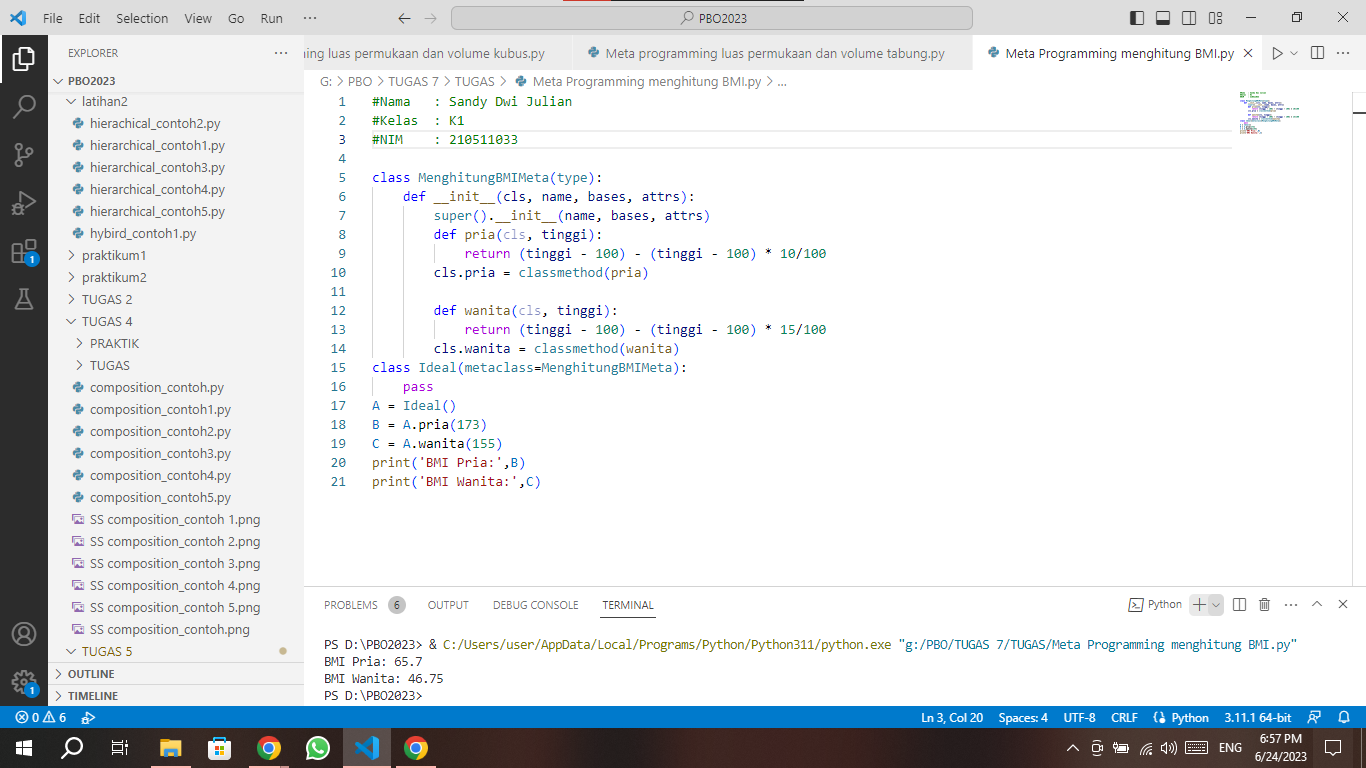 File Edit Selection View Go Run ··· PBO2023
EXPLORER ···
PBO2023
latihan2
hierachical_contoh2.py
hierarchical_contoh1.py
hierarchical_contoh3.py
hierarchical_contoh4.py
hierarchical_contoh5.py
hybird_contoh1.py
praktikum1
praktikum2
TUGAS 2
TUGAS 4
PRAKTIK
TUGAS
composition_contoh.py
composition_contoh1.py
composition_contoh2.py
composition_contoh3.py
composition_contoh4.py
composition_contoh5.py
SS composition_contoh 1.png
SS composition_contoh 2.png
SS composition_contoh 3.png
SS composition_contoh 4.png
SS composition_contoh 5.png
SS composition_contoh.png
TUGAS 5
OUTLINE
TIMELINE
1
1
ning luas permukaan dan volume kubus.py Meta programming luas permukaan dan volume tabung.py Meta Programming menghitung BMI.py ···
G: > PBO > TUGAS 7 > TUGAS > Meta Programming menghitung BMI.py > ...
1 #Nama   : Sandy Dwi Julian
2 #Kelas  : K1
3 #NIM    : 210511033
4
5 class MenghitungBMIMeta(type):
6     def __init__(cls, name, bases, attrs):
7         super().__init__(name, bases, attrs)
8         def pria(cls, tinggi):
9             return (tinggi - 100) - (tinggi - 100) * 10/100
10         cls.pria = classmethod(pria)
11
12         def wanita(cls, tinggi):
13             return (tinggi - 100) - (tinggi - 100) * 15/100
14         cls.wanita = classmethod(wanita)
15 class Ideal(metaclass=MenghitungBMIMeta):
16     pass
17 A = Ideal()
18 B = A.pria(173)
19 C = A.wanita(155)
20 print('BMI Pria:',B)
21 print('BMI Wanita:',C)
PROBLEMS 6 OUTPUT DEBUG CONSOLE TERMINAL Python ···
PS D:\PBO2023> & C:/Users/user/AppData/Local/Programs/Python/Python311/python.exe "g:/PBO/TUGAS 7/TUGAS/Meta Programming menghitung BMI.py"
BMI Pria: 65.7
BMI Wanita: 46.75
PS D:\PBO2023>
0 6 Ln 3, Col 20 Spaces: 4 UTF-8 CRLF Python 3.11.1 64-bit
ENG 6:57 PM
6/24/2023